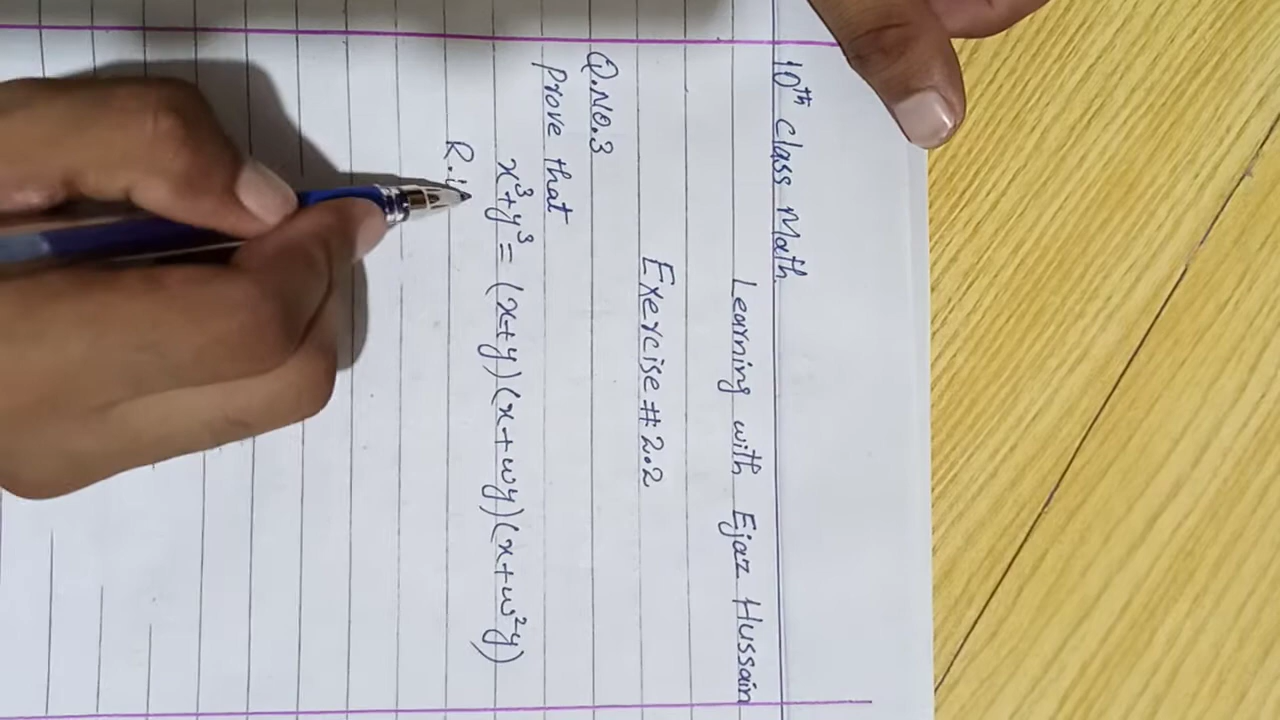 10th class Math
Learning with Ejaz Hussain
Exercise # 2.2
Q.No.3
Prove that
x³+y³ = (x+y)(x+ωy)(x+ω²y)